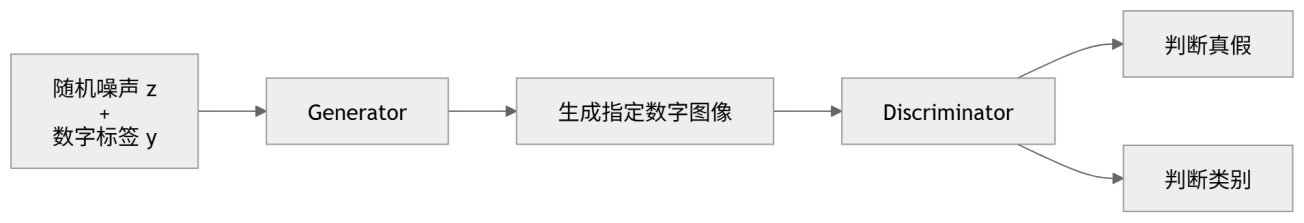 随机噪声 z
+
数字标签 y
Generator
生成指定数字图像
Discriminator
判断真假
判断类别